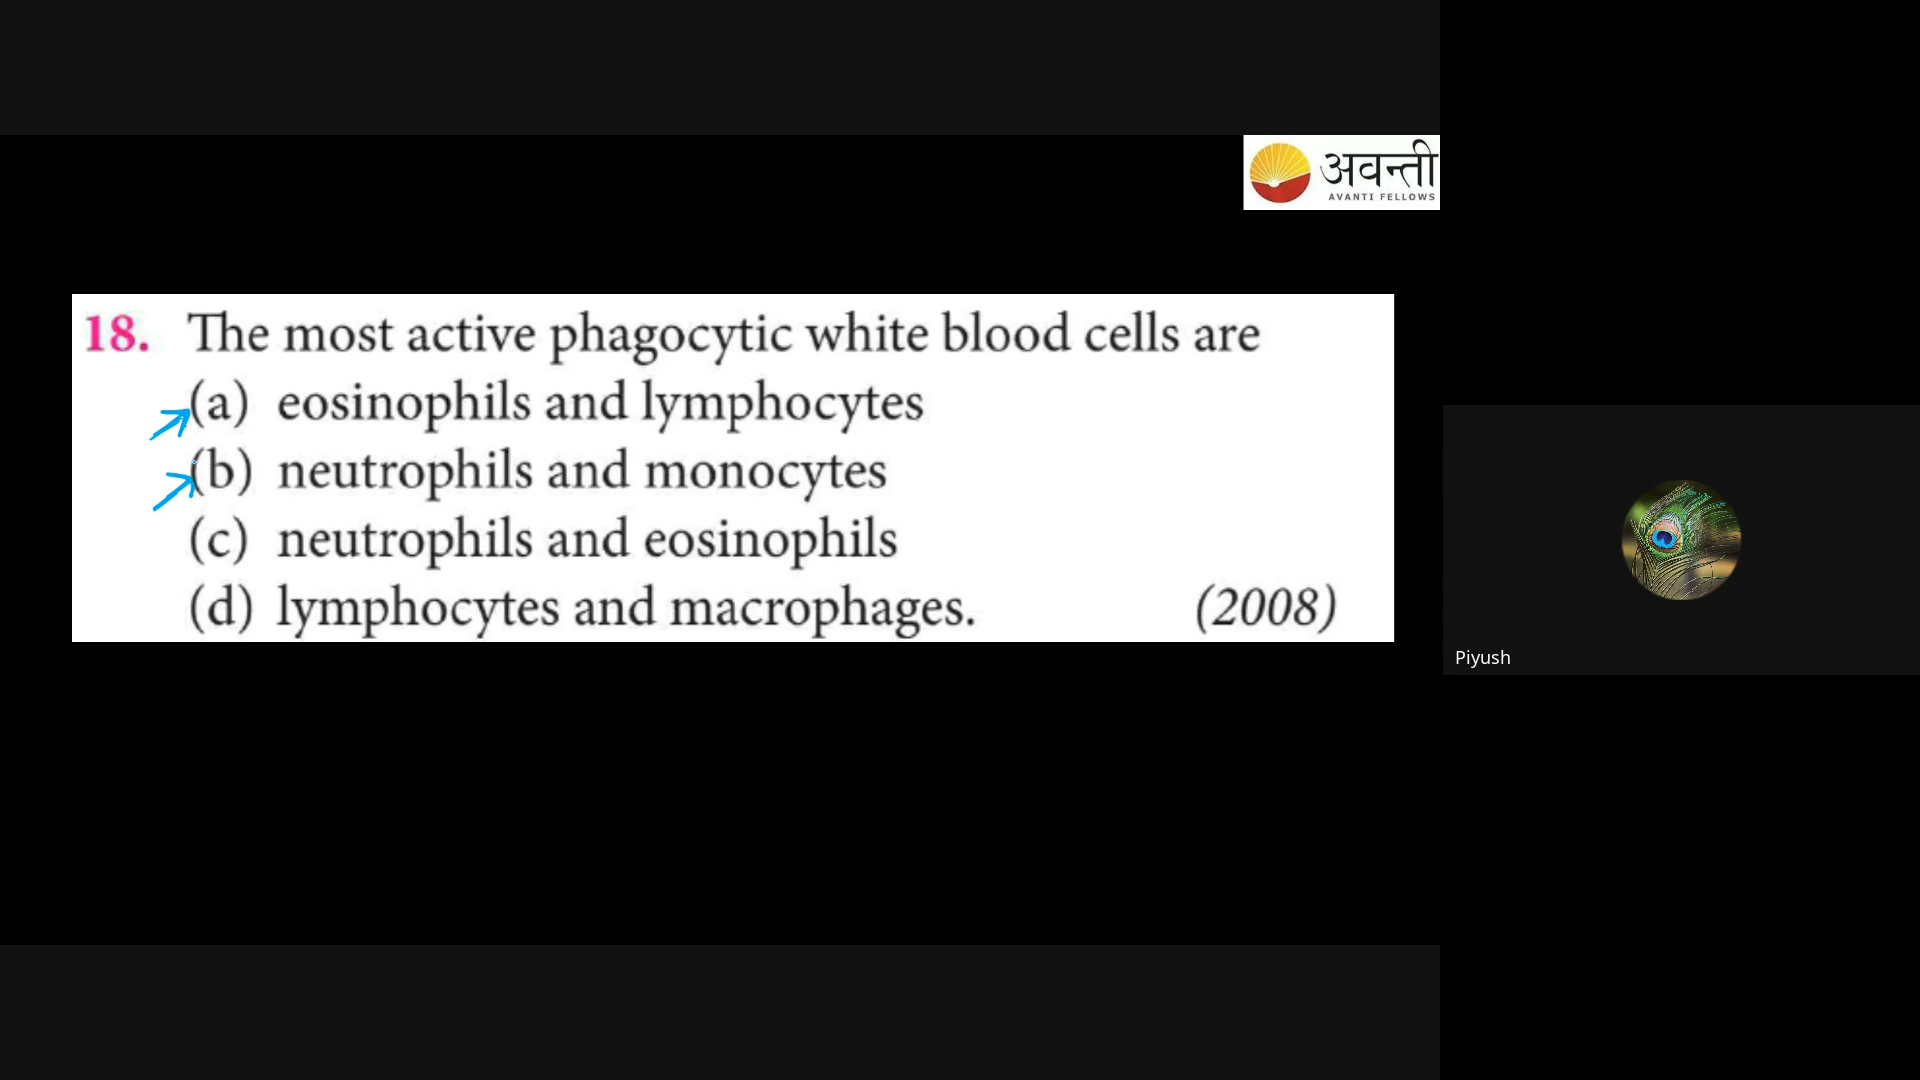 अवन्ती
AVANTI FELLOWS
18. The most active phagocytic white blood cells are
(a) eosinophils and lymphocytes
(b) neutrophils and monocytes
(c) neutrophils and eosinophils
(d) lymphocytes and macrophages. (2008)
Piyush